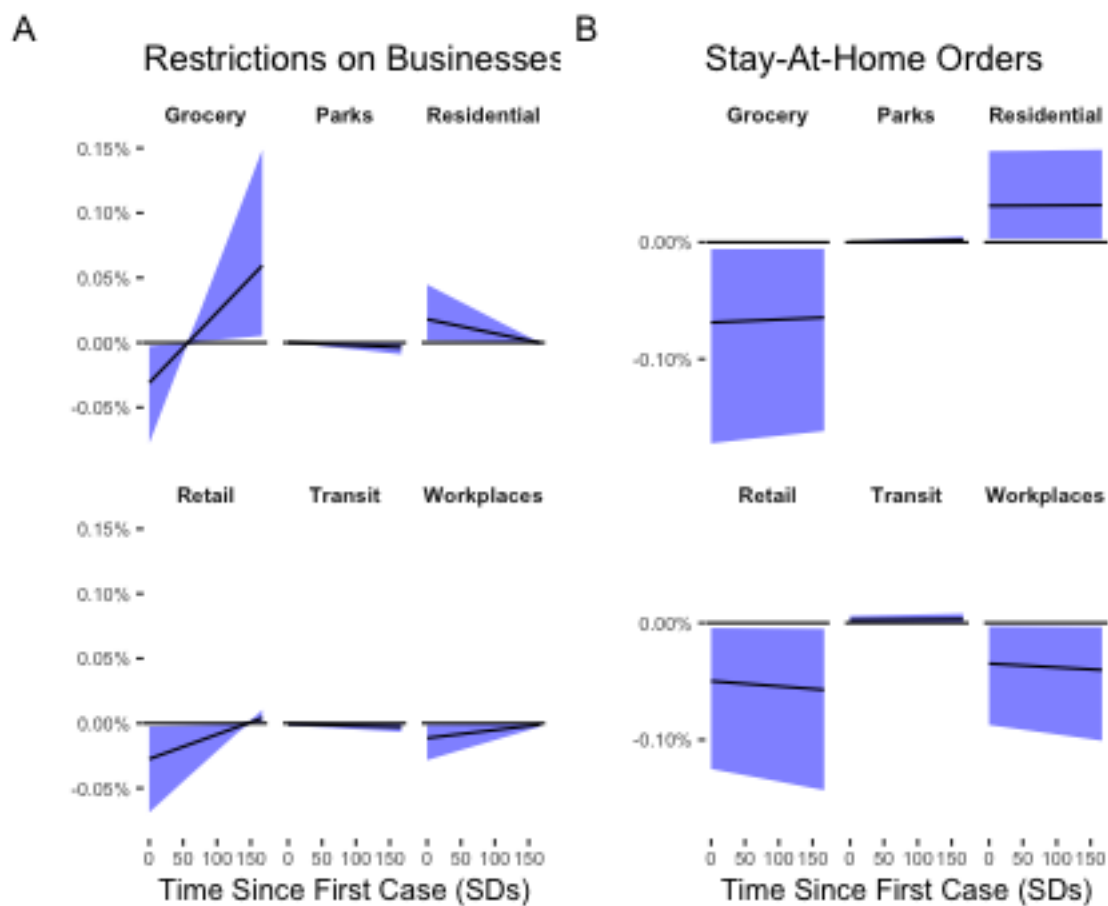 A
Restrictions on Businesses
Grocery Parks Residential
0.15%
0.10%
0.05%
0.00%
-0.05%
Retail Transit Workplaces
0.15%
0.10%
0.05%
0.00%
-0.05%
0 50 100 150 0 50 100 150 0 50 100 150
Time Since First Case (SDs)
B
Stay-At-Home Orders
Grocery Parks Residential
0.00%
-0.10%
Retail Transit Workplaces
0.00%
-0.10%
0 50 100 150 0 50 100 150 0 50 100 150
Time Since First Case (SDs)